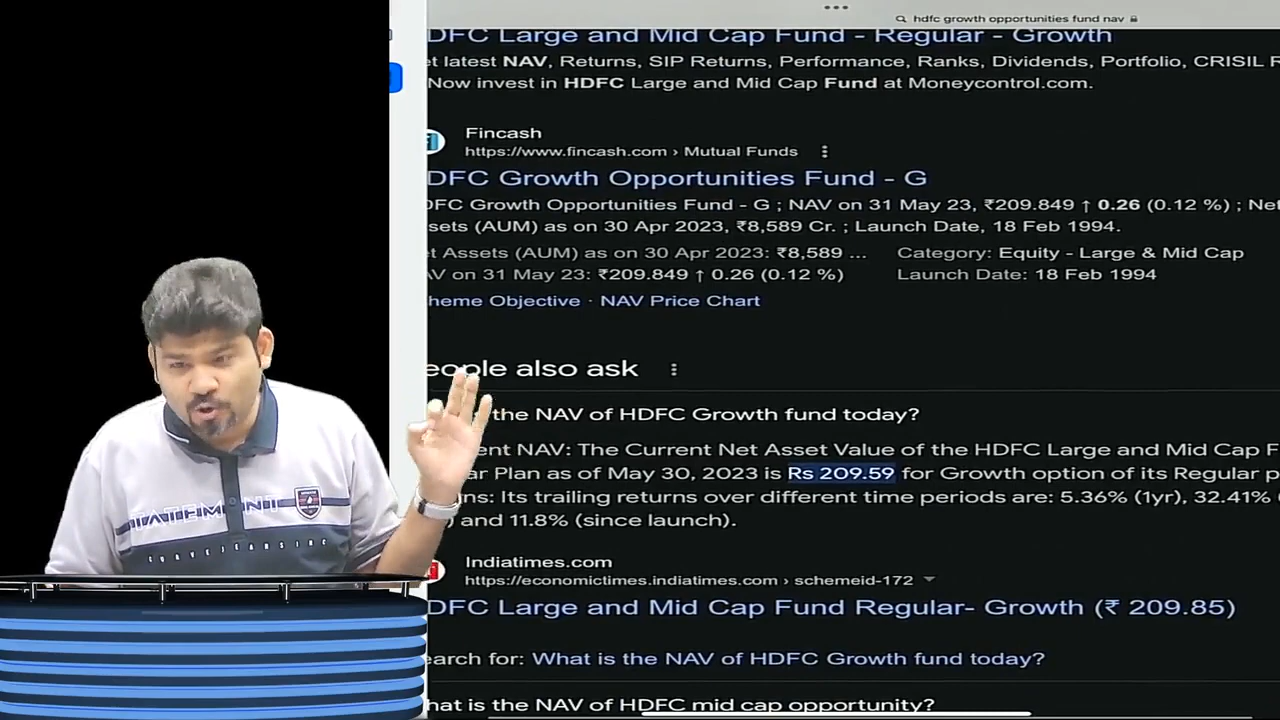 hdfc growth opportunities fund nav
DFC Large and Mid Cap Fund - Regular - Growth
et latest NAV, Returns, SIP Returns, Performance, Ranks, Dividends, Portfolio, CRISIL R
Now invest in HDFC Large and Mid Cap Fund at Moneycontrol.com.
Fincash
https://www.fincash.com › Mutual Funds
DFC Growth Opportunities Fund - G
DFC Growth Opportunities Fund - G ; NAV on 31 May 23, ₹209.849 ↑ 0.26 (0.12 %) ; Net
sets (AUM) as on 30 Apr 2023, ₹8,589 Cr. ; Launch Date, 18 Feb 1994.
et Assets (AUM) as on 30 Apr 2023: ₹8,589 ... Category: Equity - Large & Mid Cap
AV on 31 May 23: ₹209.849 ↑ 0.26 (0.12 %) Launch Date: 18 Feb 1994
heme Objective · NAV Price Chart
eople also ask
the NAV of HDFC Growth fund today?
ent NAV: The Current Net Asset Value of the HDFC Large and Mid Cap F
ar Plan as of May 30, 2023 is Rs 209.59 for Growth option of its Regular p
ns: Its trailing returns over different time periods are: 5.36% (1yr), 32.41%
) and 11.8% (since launch).
Indiatimes.com
https://economictimes.indiatimes.com › schemeid-172
DFC Large and Mid Cap Fund Regular- Growth (₹ 209.85)
earch for: What is the NAV of HDFC Growth fund today?
hat is the NAV of HDFC mid cap opportunity?